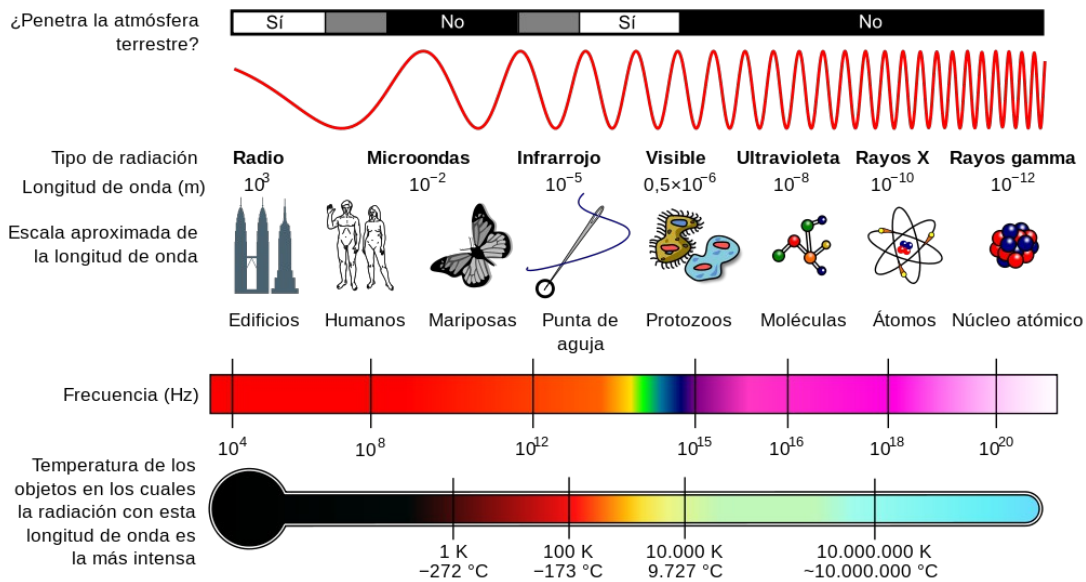 ¿Penetra la atmósfera
terrestre?
Sí No Sí No
Tipo de radiación Radio Microondas Infrarrojo Visible Ultravioleta Rayos X Rayos gamma
Longitud de onda (m) 10³ 10⁻² 10⁻⁵ 0,5×10⁻⁶ 10⁻⁸ 10⁻¹⁰ 10⁻¹²
Escala aproximada de
la longitud de onda
Edificios Humanos Mariposas Punta de Protozoos Moléculas Átomos Núcleo atómico
aguja
Frecuencia (Hz)
10⁴ 10⁸ 10¹² 10¹⁵ 10¹⁶ 10¹⁸ 10²⁰
Temperatura de los
objetos en los cuales
la radiación con esta
longitud de onda es
la más intensa
1 K 100 K 10.000 K 10.000.000 K
−272 °C −173 °C 9.727 °C ~10.000.000 °C